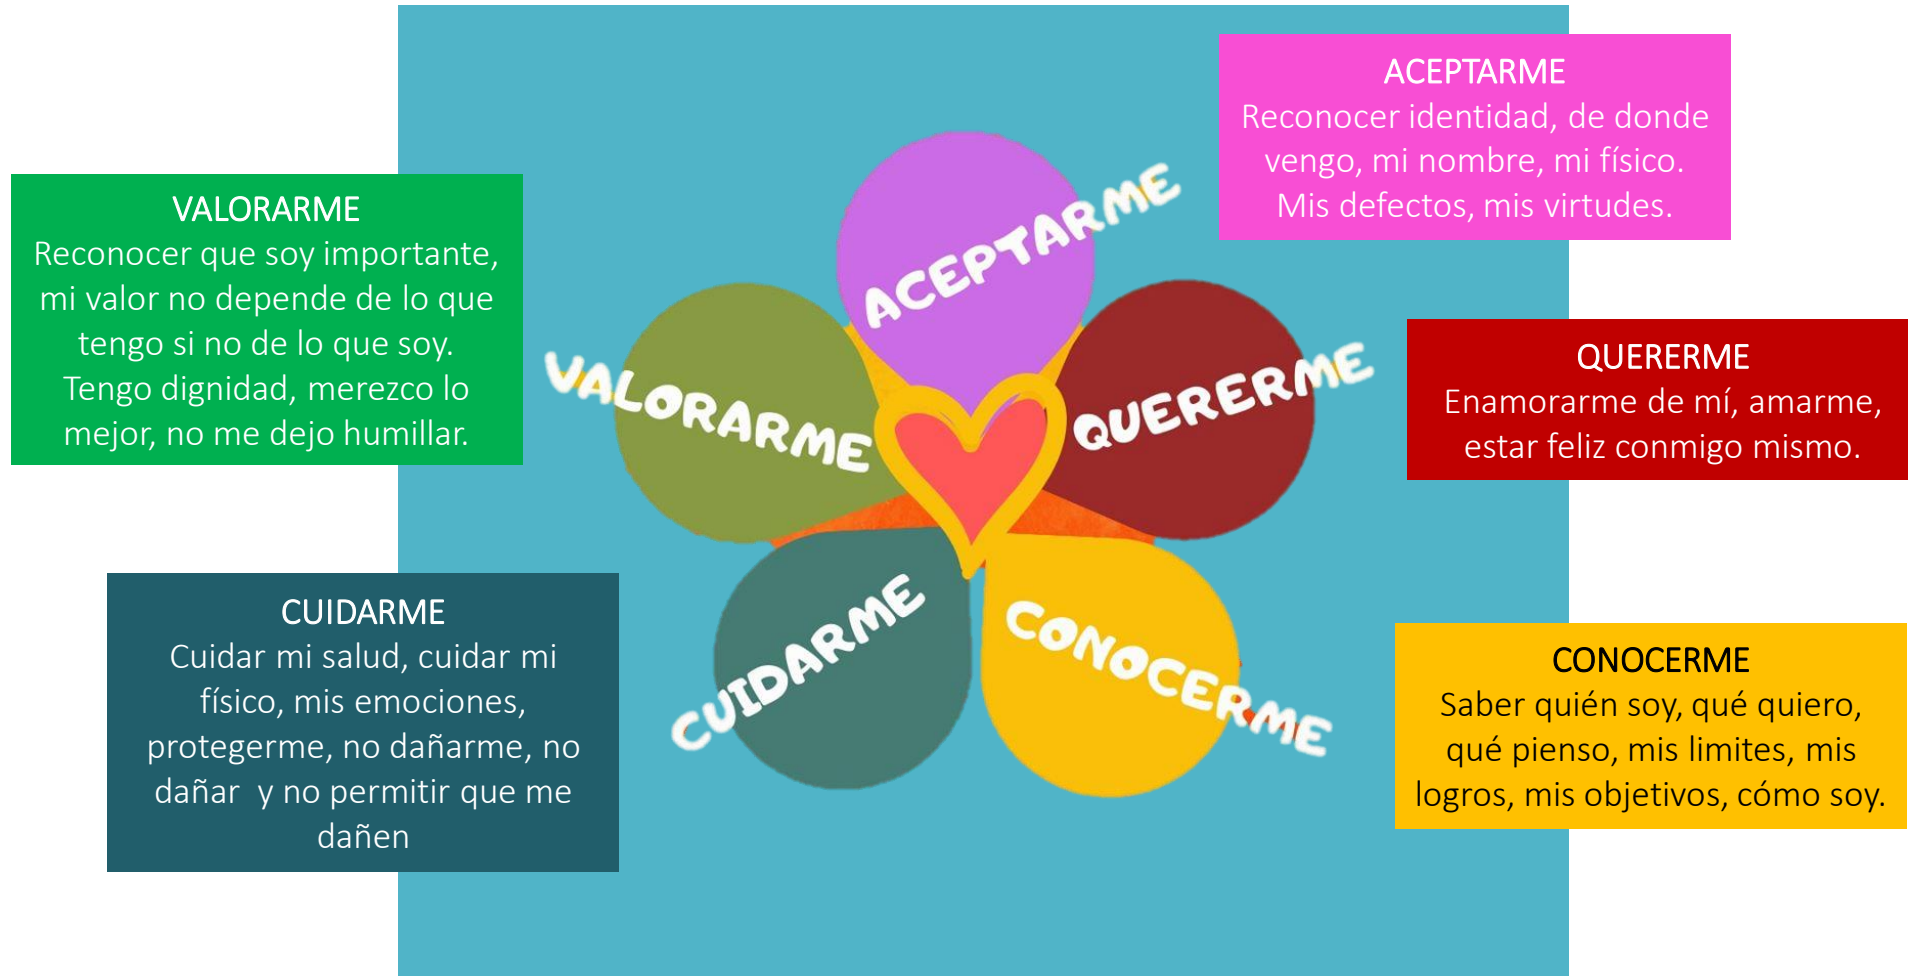 ACEPTARME
Reconocer identidad, de donde
vengo, mi nombre, mi físico.
Mis defectos, mis virtudes.
VALORARME
Reconocer que soy importante,
mi valor no depende de lo que
tengo si no de lo que soy.
Tengo dignidad, merezco lo
mejor, no me dejo humillar.
ACEPTARME
VALORARME
QUERERME
CUIDARME
CONOCERME
QUERERME
Enamorarme de mí, amarme,
estar feliz conmigo mismo.
CUIDARME
Cuidar mi salud, cuidar mi
físico, mis emociones,
protegerme, no dañarme, no
dañar  y no permitir que me
dañen
CONOCERME
Saber quién soy, qué quiero,
qué pienso, mis limites, mis
logros, mis objetivos, cómo soy.